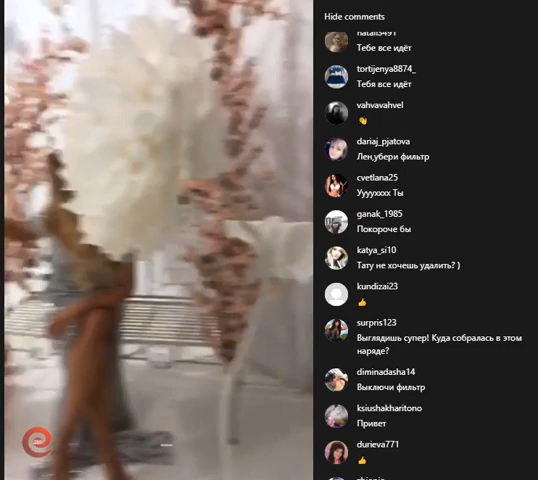 Hide comments
natali5491
Тебе все идёт
tortijenya8874_
Тебя все идёт
vahvavahvel
dariaj_pjatova
Лен,убери фильтр
cvetlana25
Уууухххх Ты
ganak_1985
Покороче бы
katya_si10
Тату не хочешь удалить? )
kundizai23
surpris123
Выглядишь супер! Куда собралась в этом
наряде?
diminadasha14
Выключи фильтр
ksiushakharitono
Привет
durieva771